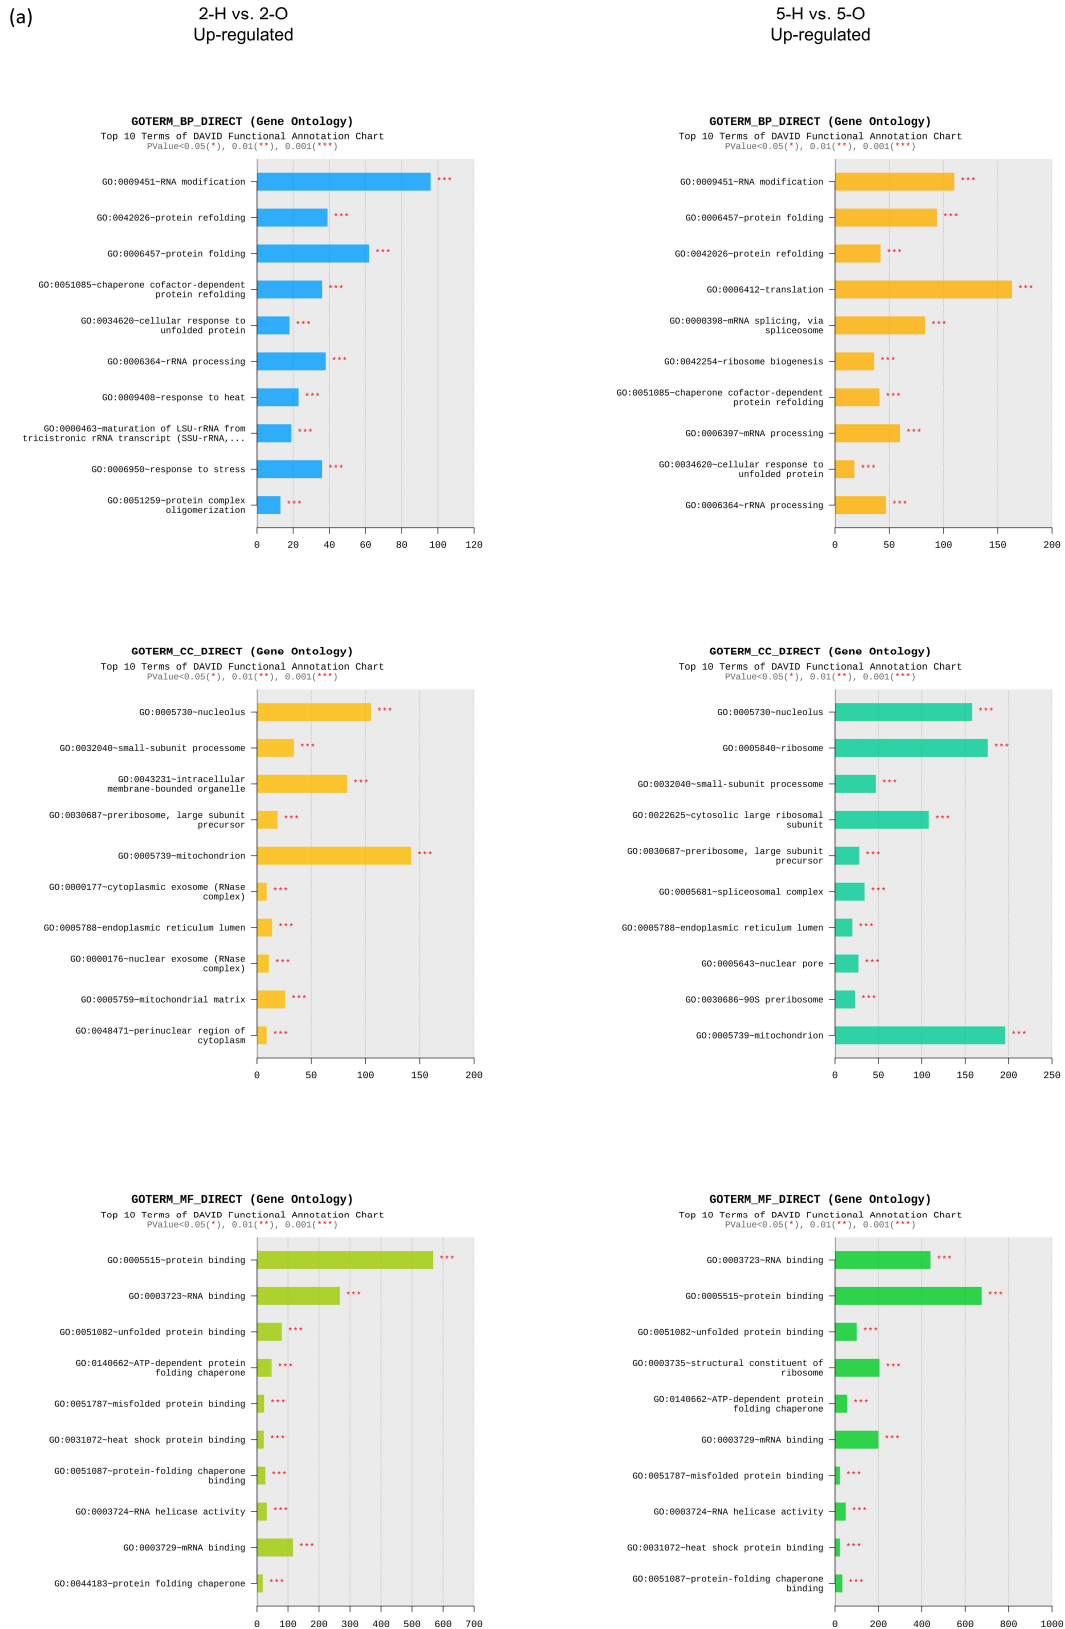 (a)
2-H vs. 2-O
Up-regulated
5-H vs. 5-O
Up-regulated
GOTERM_BP_DIRECT (Gene Ontology)
Top 10 Terms of DAVID Functional Annotation Chart
PValue<0.05(*), 0.01(**), 0.001(***)
GO:0009451~RNA modification
***
GO:0042026~protein refolding
***
GO:0006457~protein folding
***
GO:0051085~chaperone cofactor-dependent
protein refolding
***
GO:0034620~cellular response to
unfolded protein
***
GO:0006364~rRNA processing
***
GO:0009408~response to heat
***
GO:0000463~maturation of LSU-rRNA from
tricistronic rRNA transcript (SSU-rRNA,...
***
GO:0006950~response to stress
***
GO:0051259~protein complex
oligomerization
***
0 20 40 60 80 100 120
GOTERM_BP_DIRECT (Gene Ontology)
Top 10 Terms of DAVID Functional Annotation Chart
PValue<0.05(*), 0.01(**), 0.001(***)
GO:0009451~RNA modification
***
GO:0006457~protein folding
***
GO:0042026~protein refolding
***
GO:0006412~translation
***
GO:0000398~mRNA splicing, via
spliceosome
***
GO:0042254~ribosome biogenesis
***
GO:0051085~chaperone cofactor-dependent
protein refolding
***
GO:0006397~mRNA processing
***
GO:0034620~cellular response to
unfolded protein
***
GO:0006364~rRNA processing
***
0 50 100 150 200
GOTERM_CC_DIRECT (Gene Ontology)
Top 10 Terms of DAVID Functional Annotation Chart
PValue<0.05(*), 0.01(**), 0.001(***)
GO:0005730~nucleolus
***
GO:0032040~small-subunit processome
***
GO:0043231~intracellular
membrane-bounded organelle
***
GO:0030687~preribosome, large subunit
precursor
***
GO:0005739~mitochondrion
***
GO:0000177~cytoplasmic exosome (RNase
complex)
***
GO:0005788~endoplasmic reticulum lumen
***
GO:0000176~nuclear exosome (RNase
complex)
***
GO:0005759~mitochondrial matrix
***
GO:0048471~perinuclear region of
cytoplasm
***
0 50 100 150 200
GOTERM_CC_DIRECT (Gene Ontology)
Top 10 Terms of DAVID Functional Annotation Chart
PValue<0.05(*), 0.01(**), 0.001(***)
GO:0005730~nucleolus
***
GO:0005840~ribosome
***
GO:0032040~small-subunit processome
***
GO:0022625~cytosolic large ribosomal
subunit
***
GO:0030687~preribosome, large subunit
precursor
***
GO:0005681~spliceosomal complex
***
GO:0005788~endoplasmic reticulum lumen
***
GO:0005643~nuclear pore
***
GO:0030686~90S preribosome
***
GO:0005739~mitochondrion
***
0 50 100 150 200 250
GOTERM_MF_DIRECT (Gene Ontology)
Top 10 Terms of DAVID Functional Annotation Chart
PValue<0.05(*), 0.01(**), 0.001(***)
GO:0005515~protein binding
***
GO:0003723~RNA binding
***
GO:0051082~unfolded protein binding
***
GO:0140662~ATP-dependent protein
folding chaperone
***
GO:0051787~misfolded protein binding
***
GO:0031072~heat shock protein binding
***
GO:0051087~protein-folding chaperone
binding
***
GO:0003724~RNA helicase activity
***
GO:0003729~mRNA binding
***
GO:0044183~protein folding chaperone
***
0 100 200 300 400 500 600 700
GOTERM_MF_DIRECT (Gene Ontology)
Top 10 Terms of DAVID Functional Annotation Chart
PValue<0.05(*), 0.01(**), 0.001(***)
GO:0003723~RNA binding
***
GO:0005515~protein binding
***
GO:0051082~unfolded protein binding
***
GO:0003735~structural constituent of
ribosome
***
GO:0140662~ATP-dependent protein
folding chaperone
***
GO:0003729~mRNA binding
***
GO:0051787~misfolded protein binding
***
GO:0003724~RNA helicase activity
***
GO:0031072~heat shock protein binding
***
GO:0051087~protein-folding chaperone
binding
***
0 200 400 600 800 1000